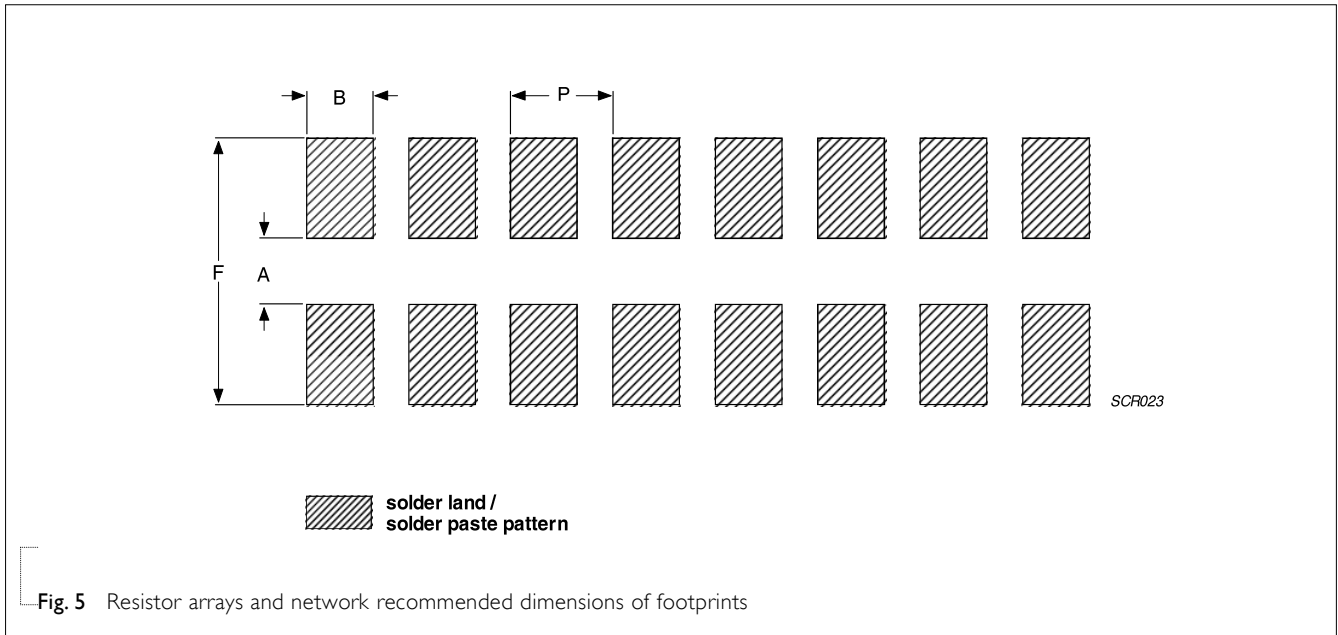 B
P
F
A
SCR023
solder land /
solder paste pattern
Fig. 5 Resistor arrays and network recommended dimensions of footprints